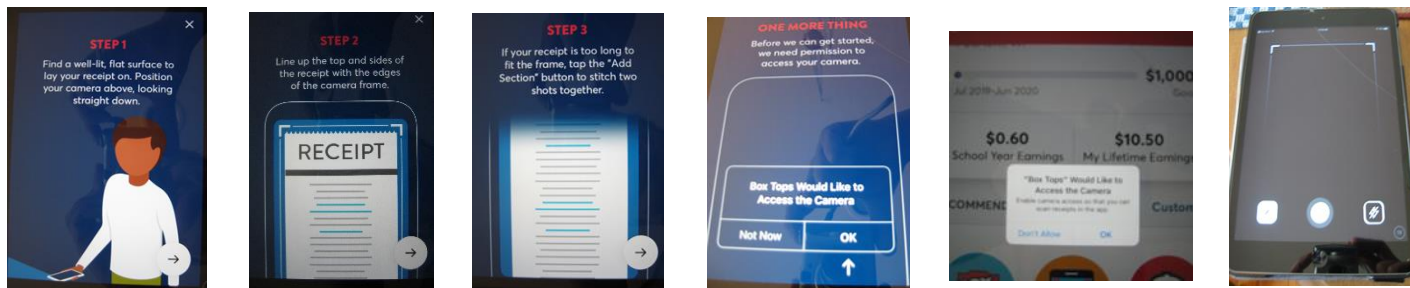 STEP 1
Find a well-lit, flat surface to
lay your receipt on. Position
your camera above, looking
straight down.
STEP 2
Line up the top and sides of
the receipt with the edges
of the camera frame.
RECEIPT
STEP 3
If your receipt is too long to
fit the frame, tap the "Add
Section" button to stitch two
shots together.
ONE MORE THING
Before we can get started,
we need permission to
access your camera.
Box Tops Would Like to
Access the Camera
Not Now
OK
$1,000
Jul 2019-Jun 2020
$0.60
School Year Earnings
$10.50
My Lifetime Earnings
"Box Tops" Would Like to
Access the Camera
Enable camera access so that you can
scan receipts in the app.
Don't Allow
OK